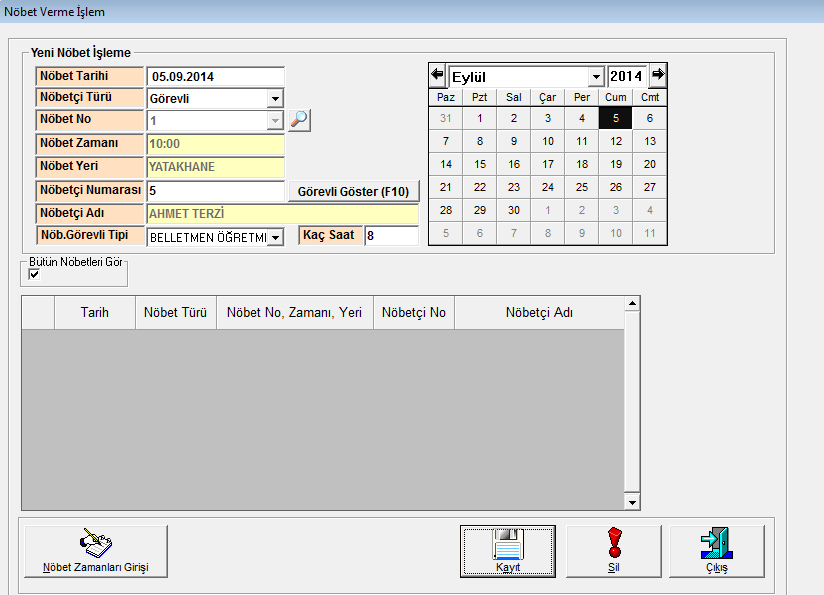 Nöbet Verme İşlem
Yeni Nöbet İşleme
Nöbet Tarihi 05.09.2014
Nöbetçi Türü Görevli
Nöbet No 1
Nöbet Zamanı 10:00
Nöbet Yeri YATAKHANE
Nöbetçi Numarası 5 Görevli Göster (F10)
Nöbetçi Adı AHMET TERZİ
Nöb.Görevli Tipi BELLETMEN ÖĞRETMI Kaç Saat 8
Eylül 2014
Paz Pzt Sal Çar Per Cum Cmt
31 1 2 3 4 5 6
7 8 9 10 11 12 13
14 15 16 17 18 19 20
21 22 23 24 25 26 27
28 29 30 1 2 3 4
5 6 7 8 9 10 11
Bütün Nöbetleri Gör
Tarih Nöbet Türü Nöbet No, Zamanı, Yeri Nöbetçi No Nöbetçi Adı
Nöbet Zamanları Girişi Kayıt Sil Çıkış